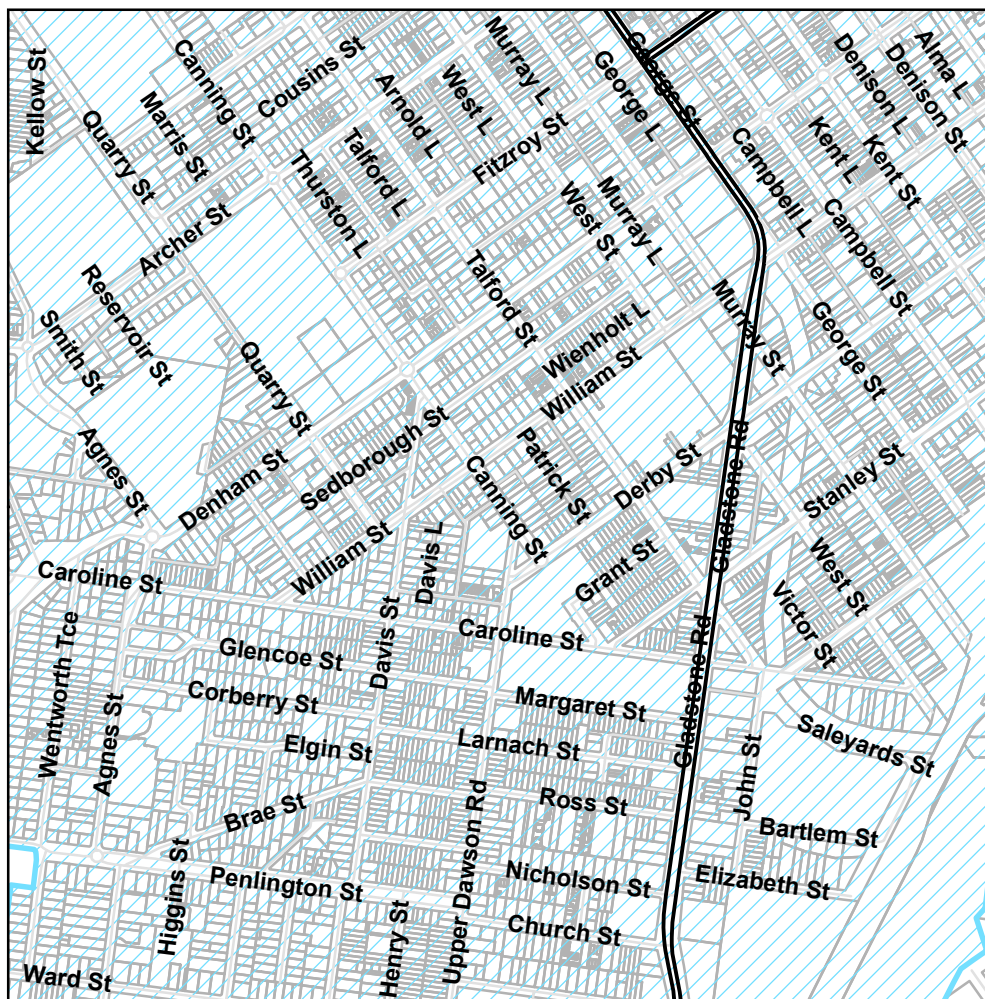 Kellow St
Canning St
Cousins St
Murray L
George St
George L
Alma L
Denison St
Denison L
Marris St
Quarry St
Arnold L
West L
Talford L
Thurston L
Fitzroy St
Campbell L
Kent L
Kent St
Murray L
West St
Campbell St
Archer St
Reservoir St
Smith St
Talford St
Wienholt L
William St
Murray St
George St
Quarry St
Agnes St
Denham St
Sedborough St
Canning St
Patrick St
Derby St
Gladstone Rd
Stanley St
William St
Davis L
Grant St
West St
Victor St
Caroline St
Caroline St
Wentworth Tce
Glencoe St
Davis St
Corberry St
Margaret St
Gladstone Rd
Saleyards St
Agnes St
Elgin St
Larnach St
John St
Brae St
Ross St
Bartlem St
Upper Dawson Rd
Higgins St
Penlington St
Nicholson St
Elizabeth St
Henry St
Church St
Ward St